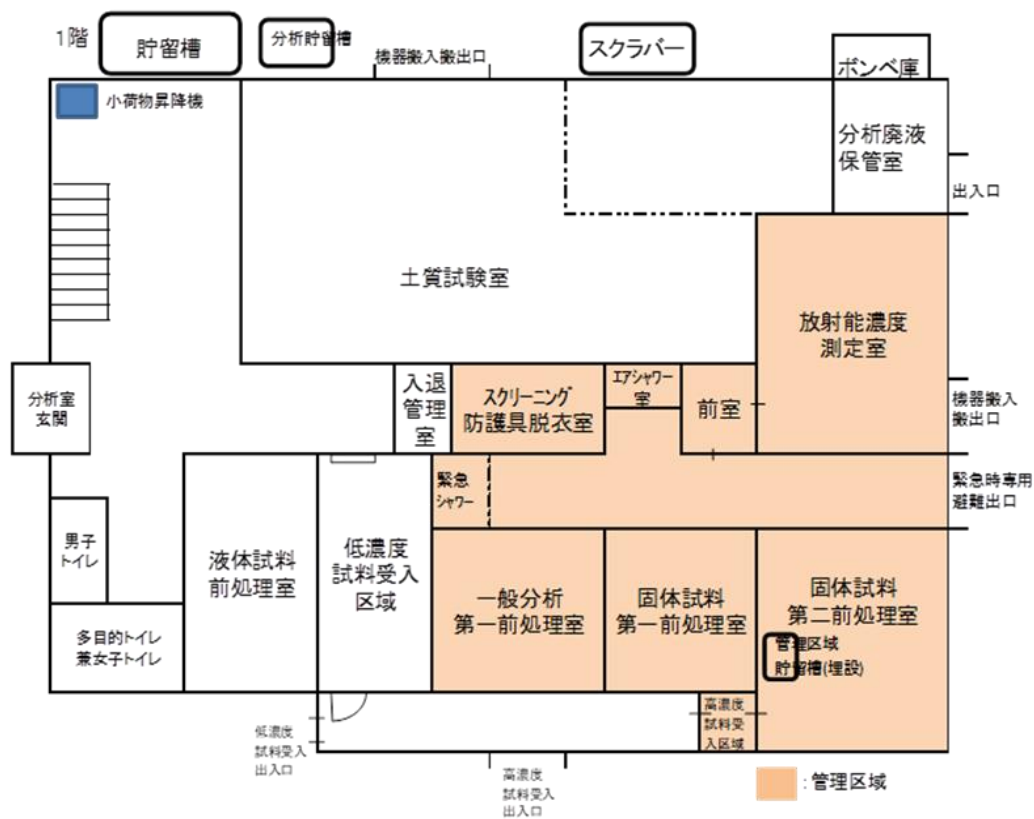 1階
貯留槽
分析貯留槽
機器搬入搬出口
スクラバー
ボンベ庫
小荷物昇降機
分析廃液
保管室
出入口
土質試験室
放射能濃度
測定室
分析室
玄関
入退
管理
室
スクリーニング
防護具脱衣室
エアシャワー
室
前室
機器搬入
搬出口
緊急
シャワー
緊急時専用
避難出口
男子
トイレ
液体試料
前処理室
低濃度
試料受入
区域
一般分析
第一前処理室
固体試料
第一前処理室
固体試料
第二前処理室
管理区域
貯留槽(埋設)
多目的トイレ
兼女子トイレ
高濃度
試料受
入区域
低濃度
試料受入
出入口
高濃度
試料受入
出入口
:管理区域